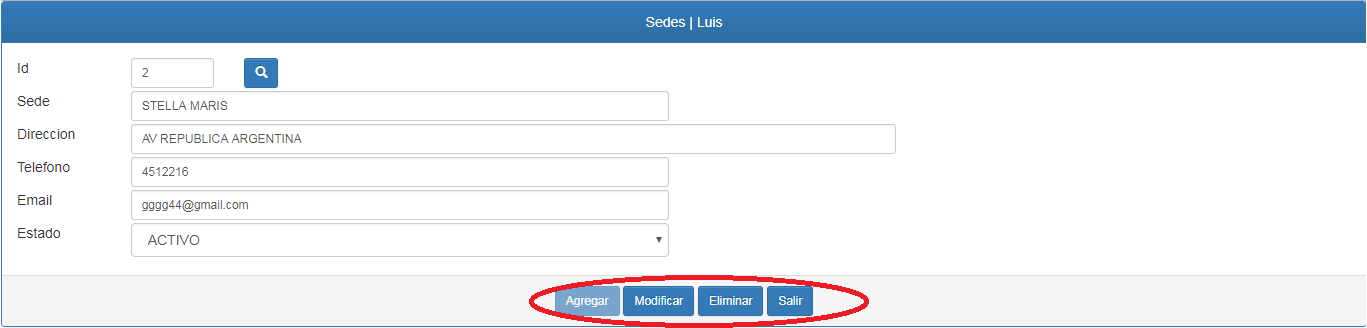 Sedes | Luis
Id 2
Sede STELLA MARIS
Direccion AV REPUBLICA ARGENTINA
Telefono 4512216
Email gggg44@gmail.com
Estado ACTIVO
Agregar Modificar Eliminar Salir